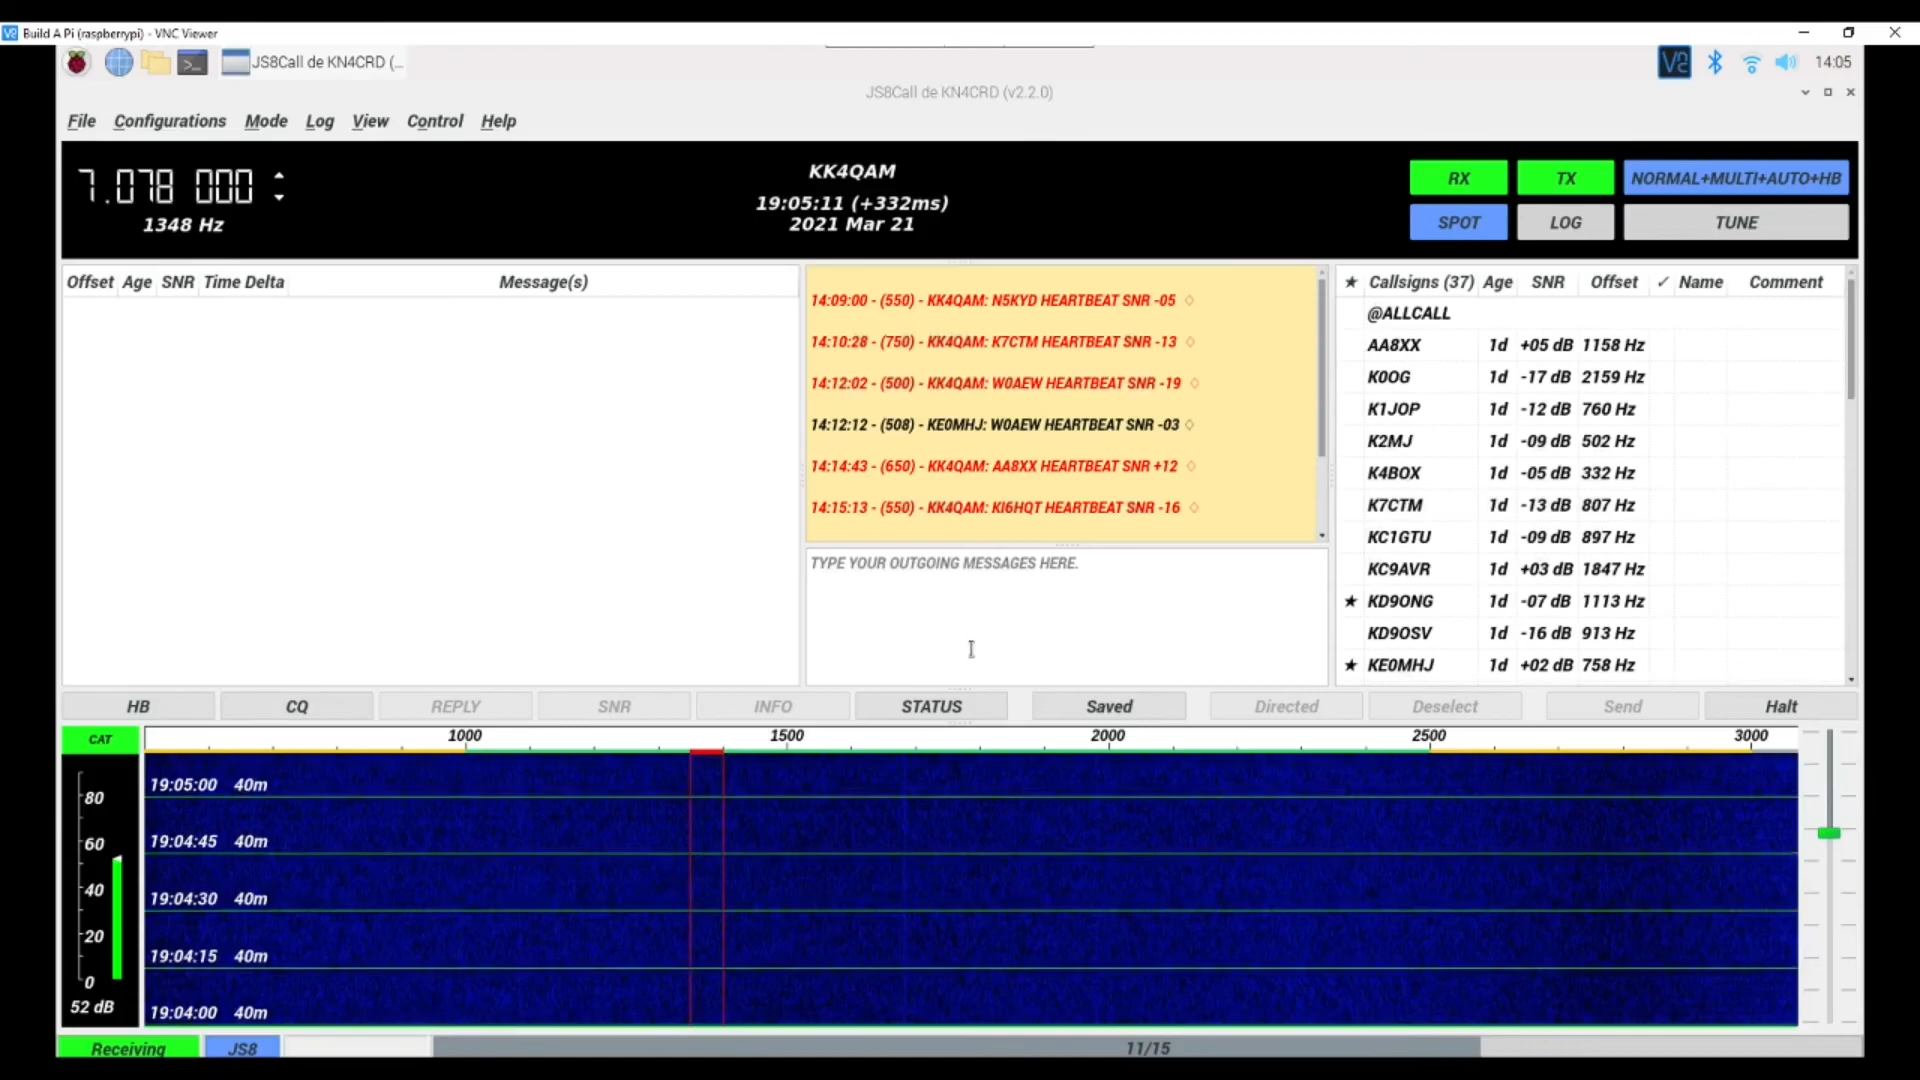 Build A Pi (raspberrypi) - VNC Viewer
JS8Call de KN4CRD (...
14:05
JS8Call de KN4CRD (v2.2.0)
File Configurations Mode Log View Control Help
7.078 000
1348 Hz
KK4QAM
19:05:11 (+332ms)
2021 Mar 21
RX TX NORMAL+MULTI+AUTO+HB
SPOT LOG TUNE
Offset Age SNR Time Delta Message(s)
14:09:00 - (550) - KK4QAM: N5KYD HEARTBEAT SNR -05 ♢
14:10:28 - (750) - KK4QAM: K7CTM HEARTBEAT SNR -13 ♢
14:12:02 - (500) - KK4QAM: W0AEW HEARTBEAT SNR -19 ♢
14:12:12 - (508) - KE0MHJ: W0AEW HEARTBEAT SNR -03 ♢
14:14:43 - (650) - KK4QAM: AA8XX HEARTBEAT SNR +12 ♢
14:15:13 - (550) - KK4QAM: KI6HQT HEARTBEAT SNR -16 ♢
TYPE YOUR OUTGOING MESSAGES HERE.
★ Callsigns (37) Age SNR Offset ✓ Name Comment
@ALLCALL
AA8XX 1d +05 dB 1158 Hz
K0OG 1d -17 dB 2159 Hz
K1JOP 1d -12 dB 760 Hz
K2MJ 1d -09 dB 502 Hz
K4BOX 1d -05 dB 332 Hz
K7CTM 1d -13 dB 807 Hz
KC1GTU 1d -09 dB 897 Hz
KC9AVR 1d +03 dB 1847 Hz
★ KD9ONG 1d -07 dB 1113 Hz
KD9OSV 1d -16 dB 913 Hz
★ KE0MHJ 1d +02 dB 758 Hz
HB CQ REPLY SNR INFO STATUS Saved Directed Deselect Send Halt
CAT
1000 1500 2000 2500 3000
80
60
40
20
0
52 dB
19:05:00 40m
19:04:45 40m
19:04:30 40m
19:04:15 40m
19:04:00 40m
Receiving JS8 11/15